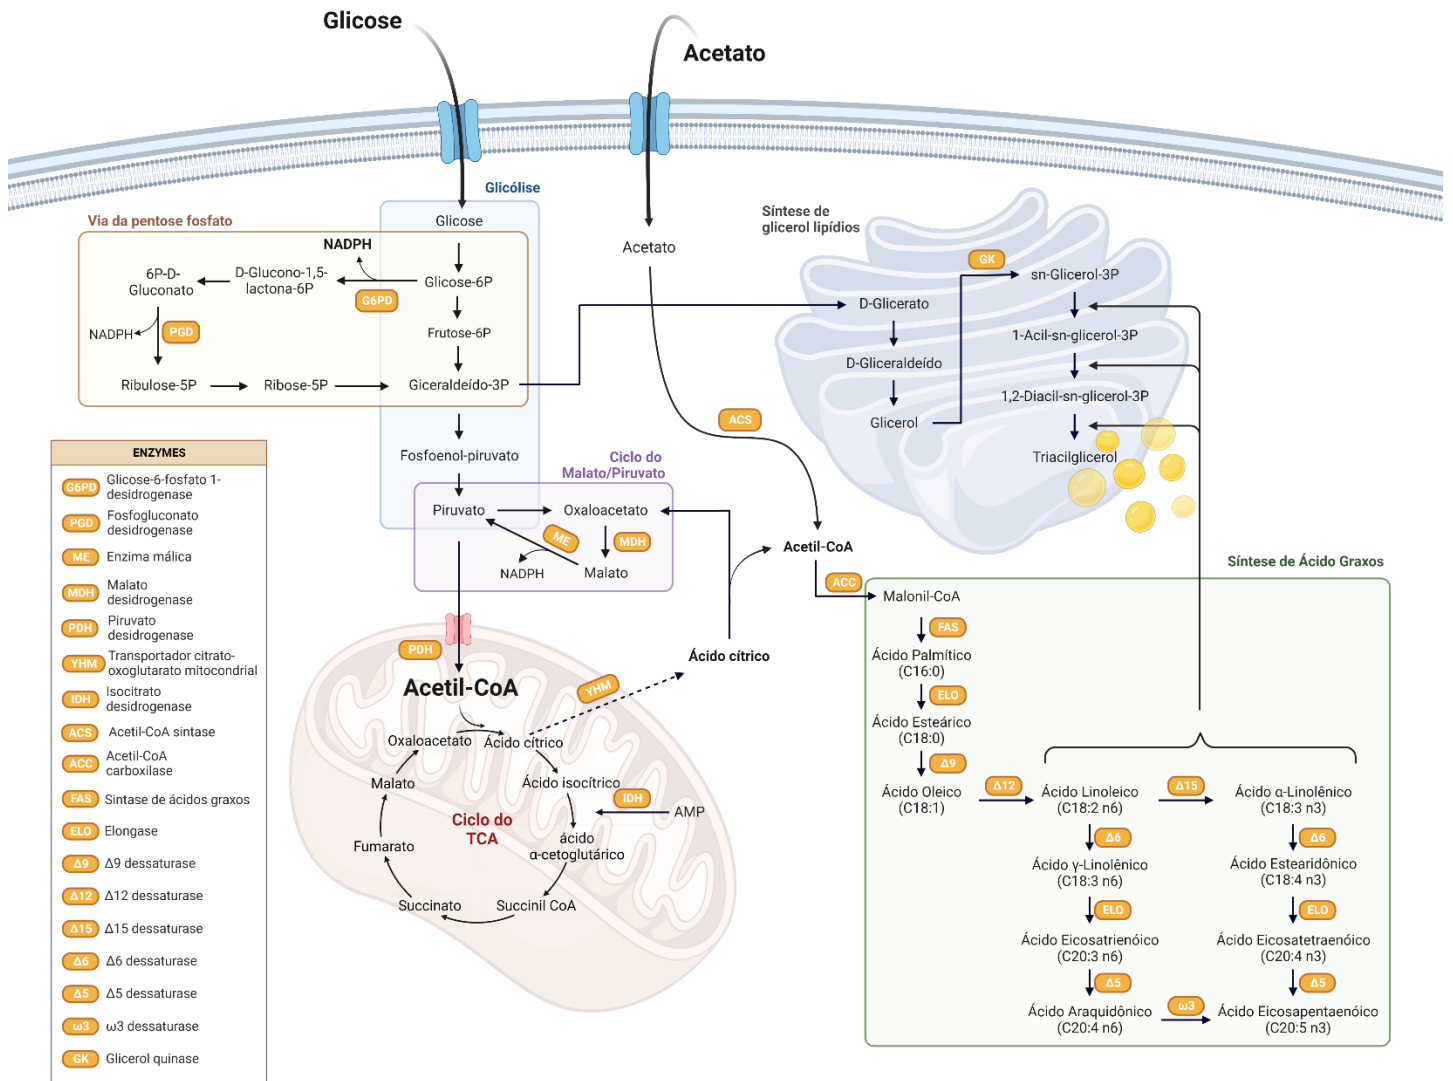 Glicose
Acetato
Glicólise
Via da pentose fosfato
Glicose
NADPH
6P-D-
Gluconato
D-Glucono-1,5-
lactona-6P
Glicose-6P
G6PD
NADPH
PGD
Frutose-6P
Ribulose-5P
Ribose-5P
Giceraldeído-3P
Fosfoenol-piruvato
Ciclo do
Malato/Piruvato
Piruvato
Oxaloacetato
ME
MDH
NADPH
Malato
Acetato
ACS
Acetil-CoA
ACC
Síntese de
glicerol lipídios
GK
sn-Glicerol-3P
D-Glicerato
1-Acil-sn-glicerol-3P
D-Gliceraldeído
1,2-Diacil-sn-glicerol-3P
Glicerol
Triacilglicerol
ENZYMES
G6PD Glicose-6-fosfato 1-
desidrogenase
PGD Fosfogluconato
desidrogenase
ME Enzima málica
MDH Malato
desidrogenase
PDH Piruvato
desidrogenase
YHM Transportador citrato-
oxoglutarato mitocondrial
IDH Isocitrato
desidrogenase
ACS Acetil-CoA sintase
ACC Acetil-CoA
carboxilase
FAS Sintase de ácidos graxos
ELO Elongase
Δ9 Δ9 dessaturase
Δ12 Δ12 dessaturase
Δ15 Δ15 dessaturase
Δ6 Δ6 dessaturase
Δ5 Δ5 dessaturase
ω3 ω3 dessaturase
GK Glicerol quinase
PDH
Acetil-CoA
YHM
Ácido cítrico
Oxaloacetato
Ácido cítrico
Malato
Ácido isocítrico
IDH
AMP
Ciclo do
TCA
Fumarato
ácido
α-cetoglutárico
Succinato
Succinil CoA
Síntese de Ácido Graxos
Malonil-CoA
FAS
Ácido Palmítico
(C16:0)
ELO
Ácido Esteárico
(C18:0)
Δ9
Ácido Oleico
(C18:1)
Δ12
Ácido Linoleico
(C18:2 n6)
Δ15
Ácido α-Linolênico
(C18:3 n3)
Δ6
Δ6
Ácido γ-Linolênico
(C18:3 n6)
Ácido Estearidônico
(C18:4 n3)
ELO
ELO
Ácido Eicosatrienóico
(C20:3 n6)
Ácido Eicosatetraenóico
(C20:4 n3)
Δ5
Δ5
Ácido Araquidônico
(C20:4 n6)
ω3
Ácido Eicosapentaenóico
(C20:5 n3)